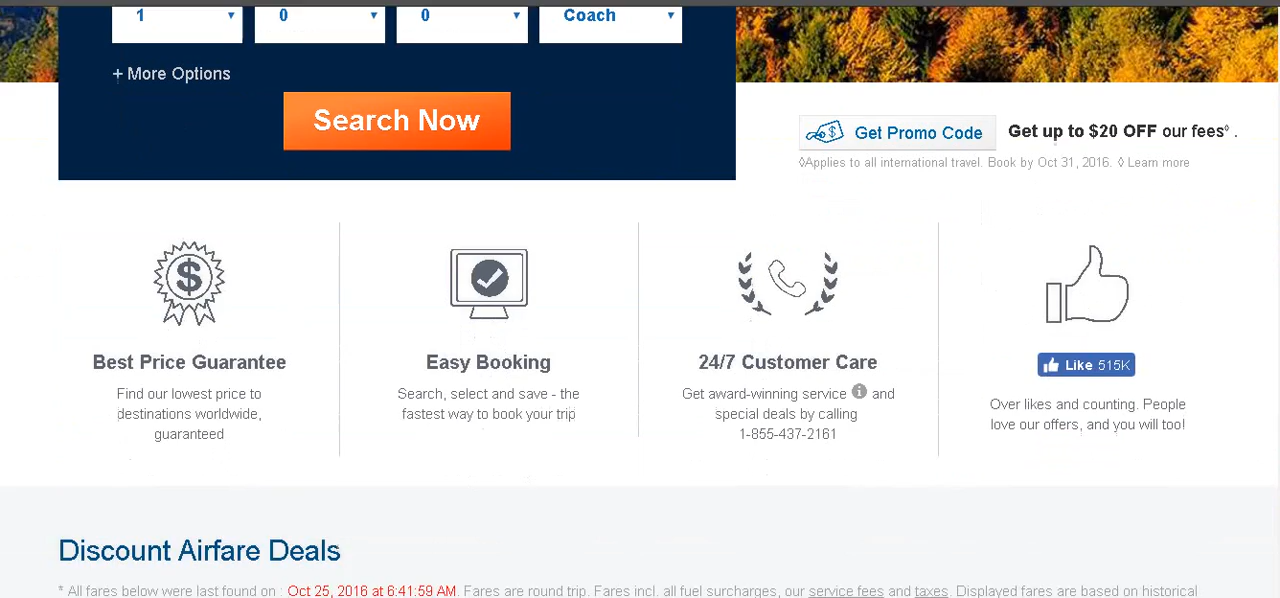 1 0 0 Coach
+ More Options
Search Now
Get Promo Code Get up to $20 OFF our fees◊ .
◊Applies to all international travel. Book by Oct 31, 2016. ◊ Learn more
$
Best Price Guarantee
Find our lowest price to
destinations worldwide,
guaranteed
Easy Booking
Search, select and save - the
fastest way to book your trip
24/7 Customer Care
Get award-winning service i and
special deals by calling
1-855-437-2161
Like 515K
Over likes and counting. People
love our offers, and you will too!
Discount Airfare Deals
* All fares below were last found on : Oct 25, 2016 at 6:41:59 AM. Fares are round trip. Fares incl. all fuel surcharges, our service fees and taxes. Displayed fares are based on historical